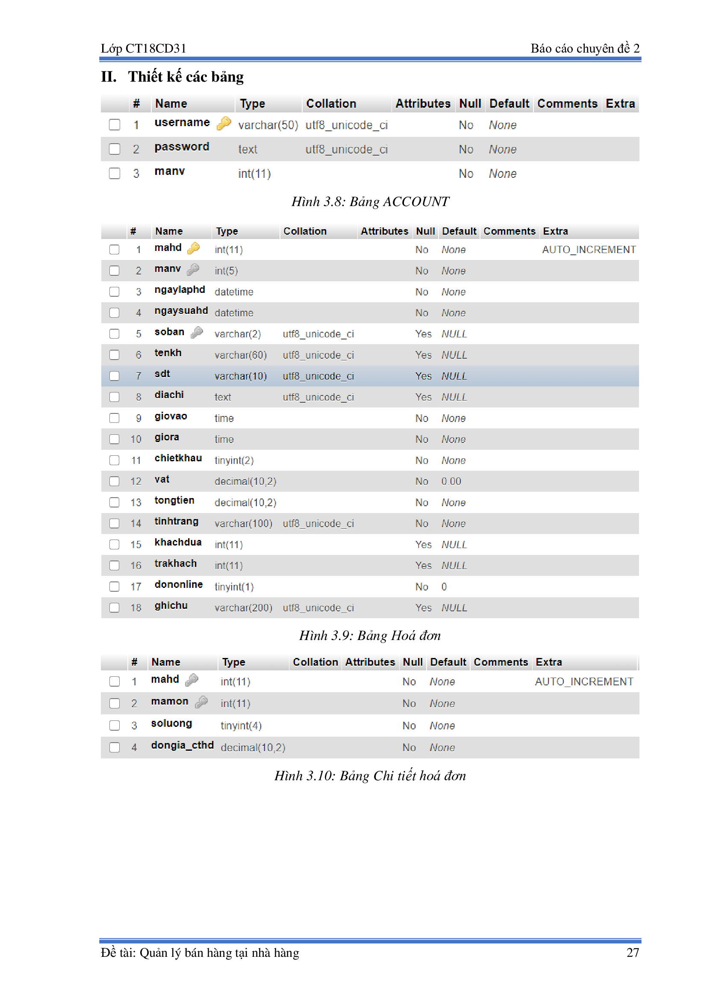 Lớp CT18CD31 Báo cáo chuyên đề 2
II. Thiết kế các bảng
# Name Type Collation Attributes Null Default Comments Extra
1 username varchar(50) utf8_unicode_ci No None
2 password text utf8_unicode_ci No None
3 manv int(11) No None
Hình 3.8: Bảng ACCOUNT
# Name Type Collation Attributes Null Default Comments Extra
1 mahd int(11) No None AUTO_INCREMENT
2 manv int(5) No None
3 ngaylaphd datetime No None
4 ngaysuahd datetime No None
5 soban varchar(2) utf8_unicode_ci Yes NULL
6 tenkh varchar(60) utf8_unicode_ci Yes NULL
7 sdt varchar(10) utf8_unicode_ci Yes NULL
8 diachi text utf8_unicode_ci Yes NULL
9 giovao time No None
10 giora time No None
11 chietkhau tinyint(2) No None
12 vat decimal(10,2) No 0.00
13 tongtien decimal(10,2) No None
14 tinhtrang varchar(100) utf8_unicode_ci No None
15 khachdua int(11) Yes NULL
16 trakhach int(11) Yes NULL
17 dononline tinyint(1) No 0
18 ghichu varchar(200) utf8_unicode_ci Yes NULL
Hình 3.9: Bảng Hoá đơn
# Name Type Collation Attributes Null Default Comments Extra
1 mahd int(11) No None AUTO_INCREMENT
2 mamon int(11) No None
3 soluong tinyint(4) No None
4 dongia_cthd decimal(10,2) No None
Hình 3.10: Bảng Chi tiết hoá đơn
Đề tài: Quản lý bán hàng tại nhà hàng 27